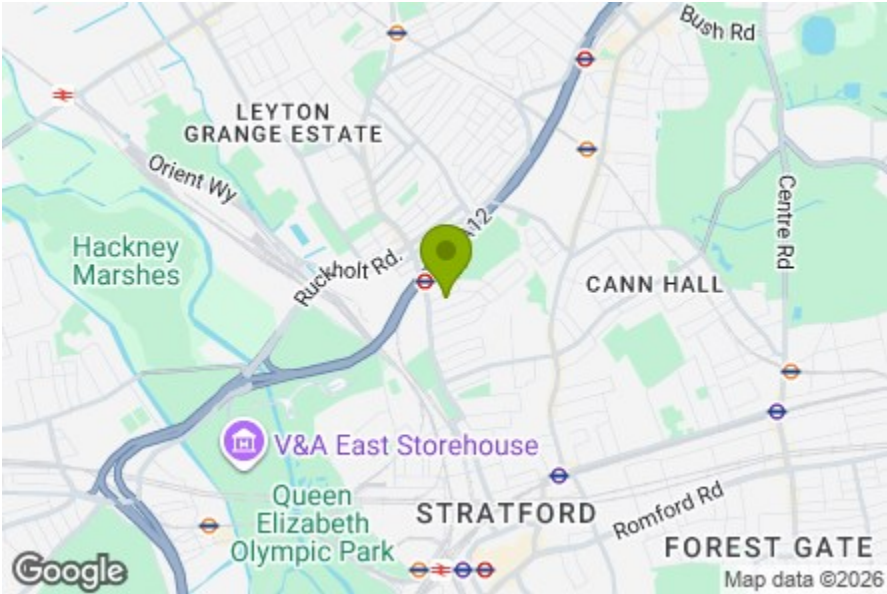 Bush Rd
LEYTON
GRANGE ESTATE
Orient Wy
Centre Rd
A12
Hackney
Marshes
Ruckholt Rd.
CANN HALL
V&A East Storehouse
Queen
Elizabeth
Olympic Park
STRATFORD
Romford Rd
FOREST GATE
Google
Map data ©2026